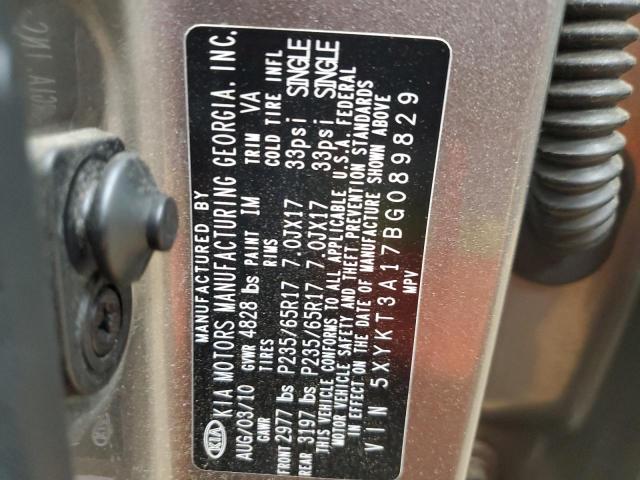 KIA
MANUFACTURED BY
KIA MOTORS MANUFACTURING GEORGIA. INC.
AUG/03/10 GVWR 4828 lbs PAINT IM TRIM VA
GAWR TIRES RIMS COLD TIRE INFL
FRONT 2977 lbs P235/65R17 7.0JX17 33psi SINGLE
REAR 3197 lbs P235/65R17 7.0JX17 33psi SINGLE
THIS VEHICLE CONFORMS TO ALL APPLICABLE U.S.A. FEDERAL
MOTOR VEHICLE SAFETY AND THEFT PREVENTION STANDARDS
IN EFFECT ON THE DATE OF MANUFACTURE SHOWN ABOVE
VIN 5XYKT3A17BG089829
MPV